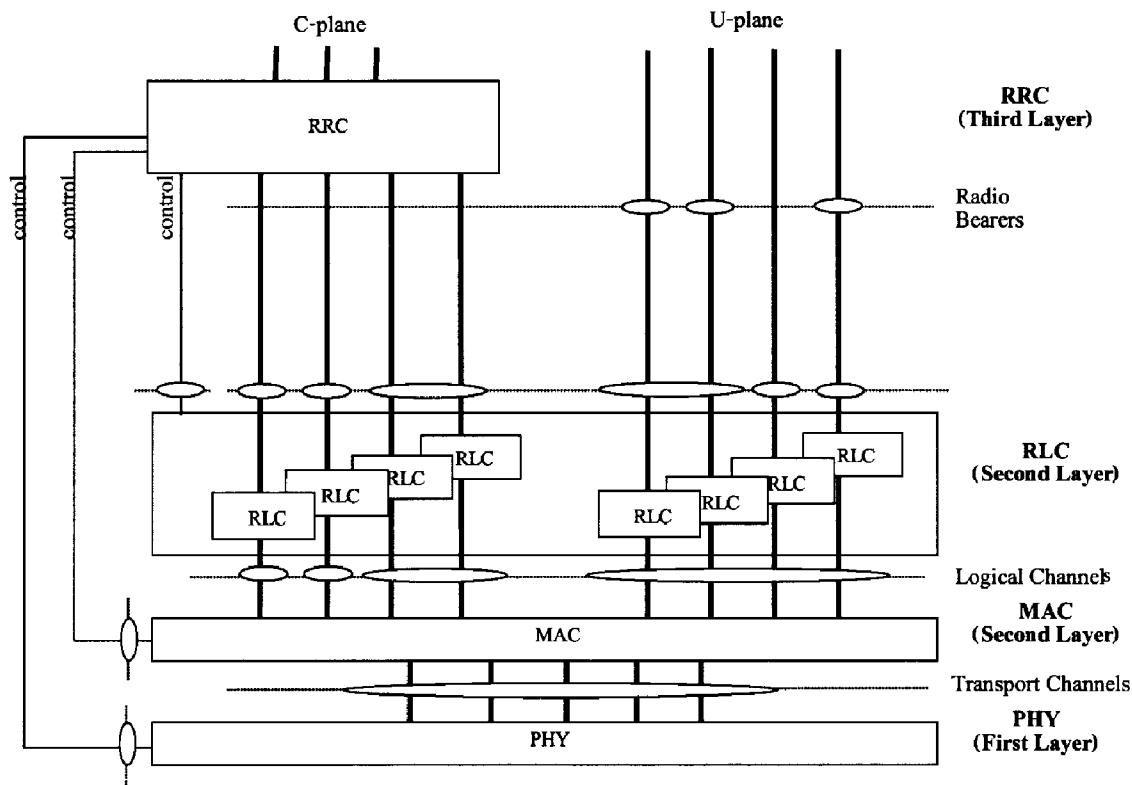 C-plane
U-plane
RRC
RRC
(Third Layer)
control
control
control
Radio
Bearers
RLC
RLC
RLC
RLC
RLC
RLC
RLC
RLC
RLC
(Second Layer)
Logical Channels
MAC
MAC
(Second Layer)
Transport Channels
PHY
PHY
(First Layer)